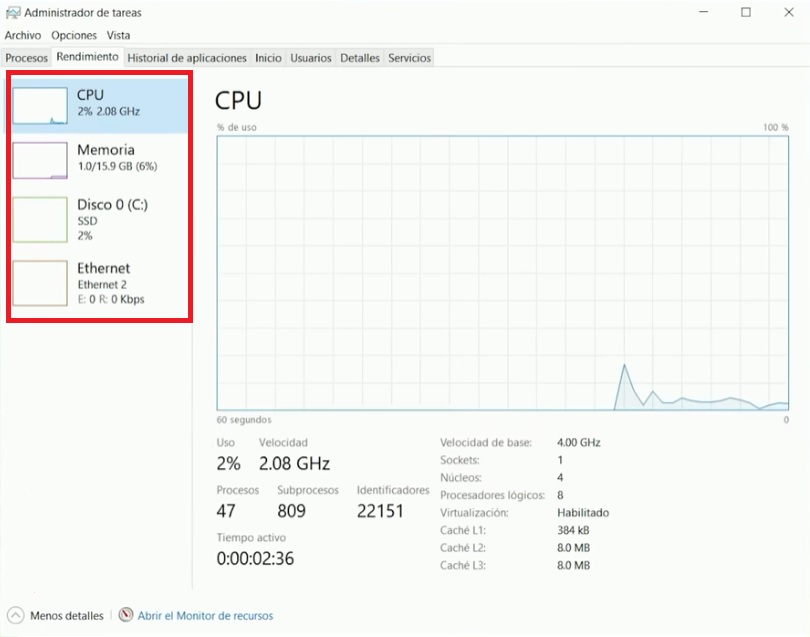 Administrador de tareas
Archivo Opciones Vista
Procesos Rendimiento Historial de aplicaciones Inicio Usuarios Detalles Servicios
CPU
2% 2.08 GHz
Memoria
1.0/15.9 GB (6%)
Disco 0 (C:)
SSD
2%
Ethernet
Ethernet 2
E: 0 R: 0 Kbps
CPU
% de uso 100 %
60 segundos 0
Uso Velocidad
2% 2.08 GHz
Procesos Subprocesos Identificadores
47 809 22151
Tiempo activo
0:00:02:36
Velocidad de base: 4.00 GHz
Sockets: 1
Núcleos: 4
Procesadores lógicos: 8
Virtualización: Habilitado
Caché L1: 384 kB
Caché L2: 8.0 MB
Caché L3: 8.0 MB
Menos detalles Abrir el Monitor de recursos